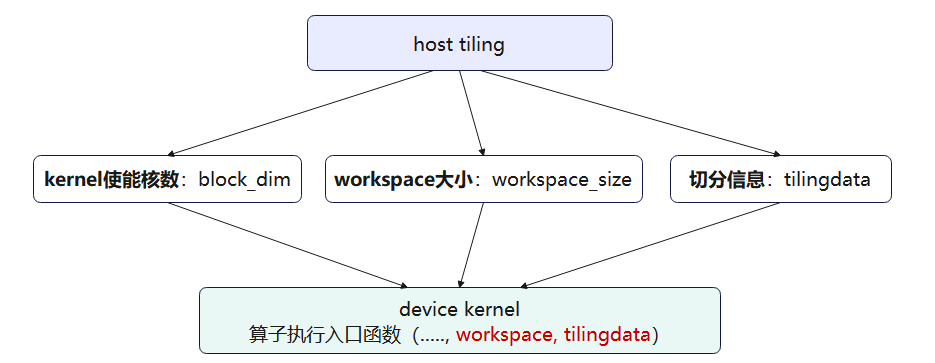 host tiling
kernel使能核数：block_dim
workspace大小：workspace_size
切分信息：tilingdata
device kernel
算子执行入口函数（....., workspace, tilingdata）